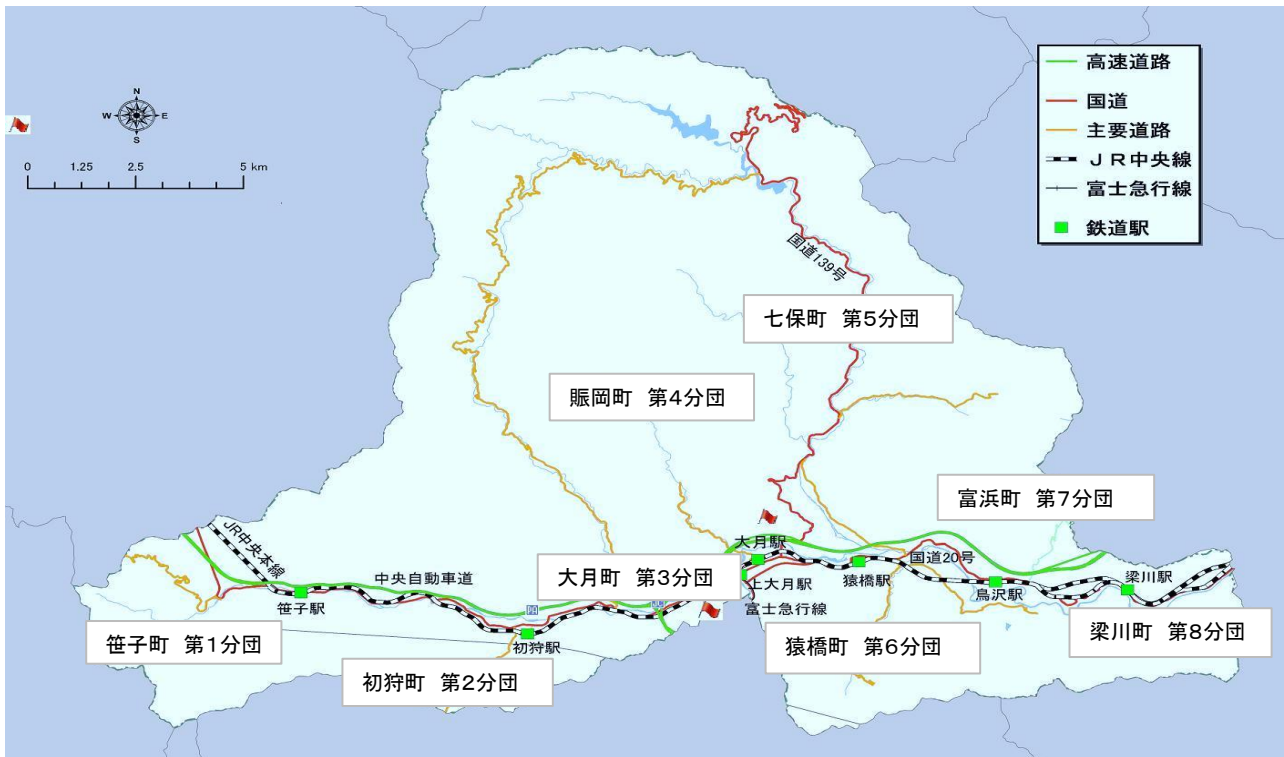 N
W
E
S
0 1.25 2.5 5 km
高速道路
国道
主要道路
JR中央線
富士急行線
鉄道駅
国道139号
七保町 第5分団
賑岡町 第4分団
富浜町 第7分団
JR中央本線
中央自動車道
大月駅
国道20号
大月町 第3分団
猿橋駅
梁川駅
上大月駅
鳥沢駅
笹子駅
富士急行線
梁川町 第8分団
笹子町 第1分団
初狩駅
猿橋町 第6分団
初狩町 第2分団